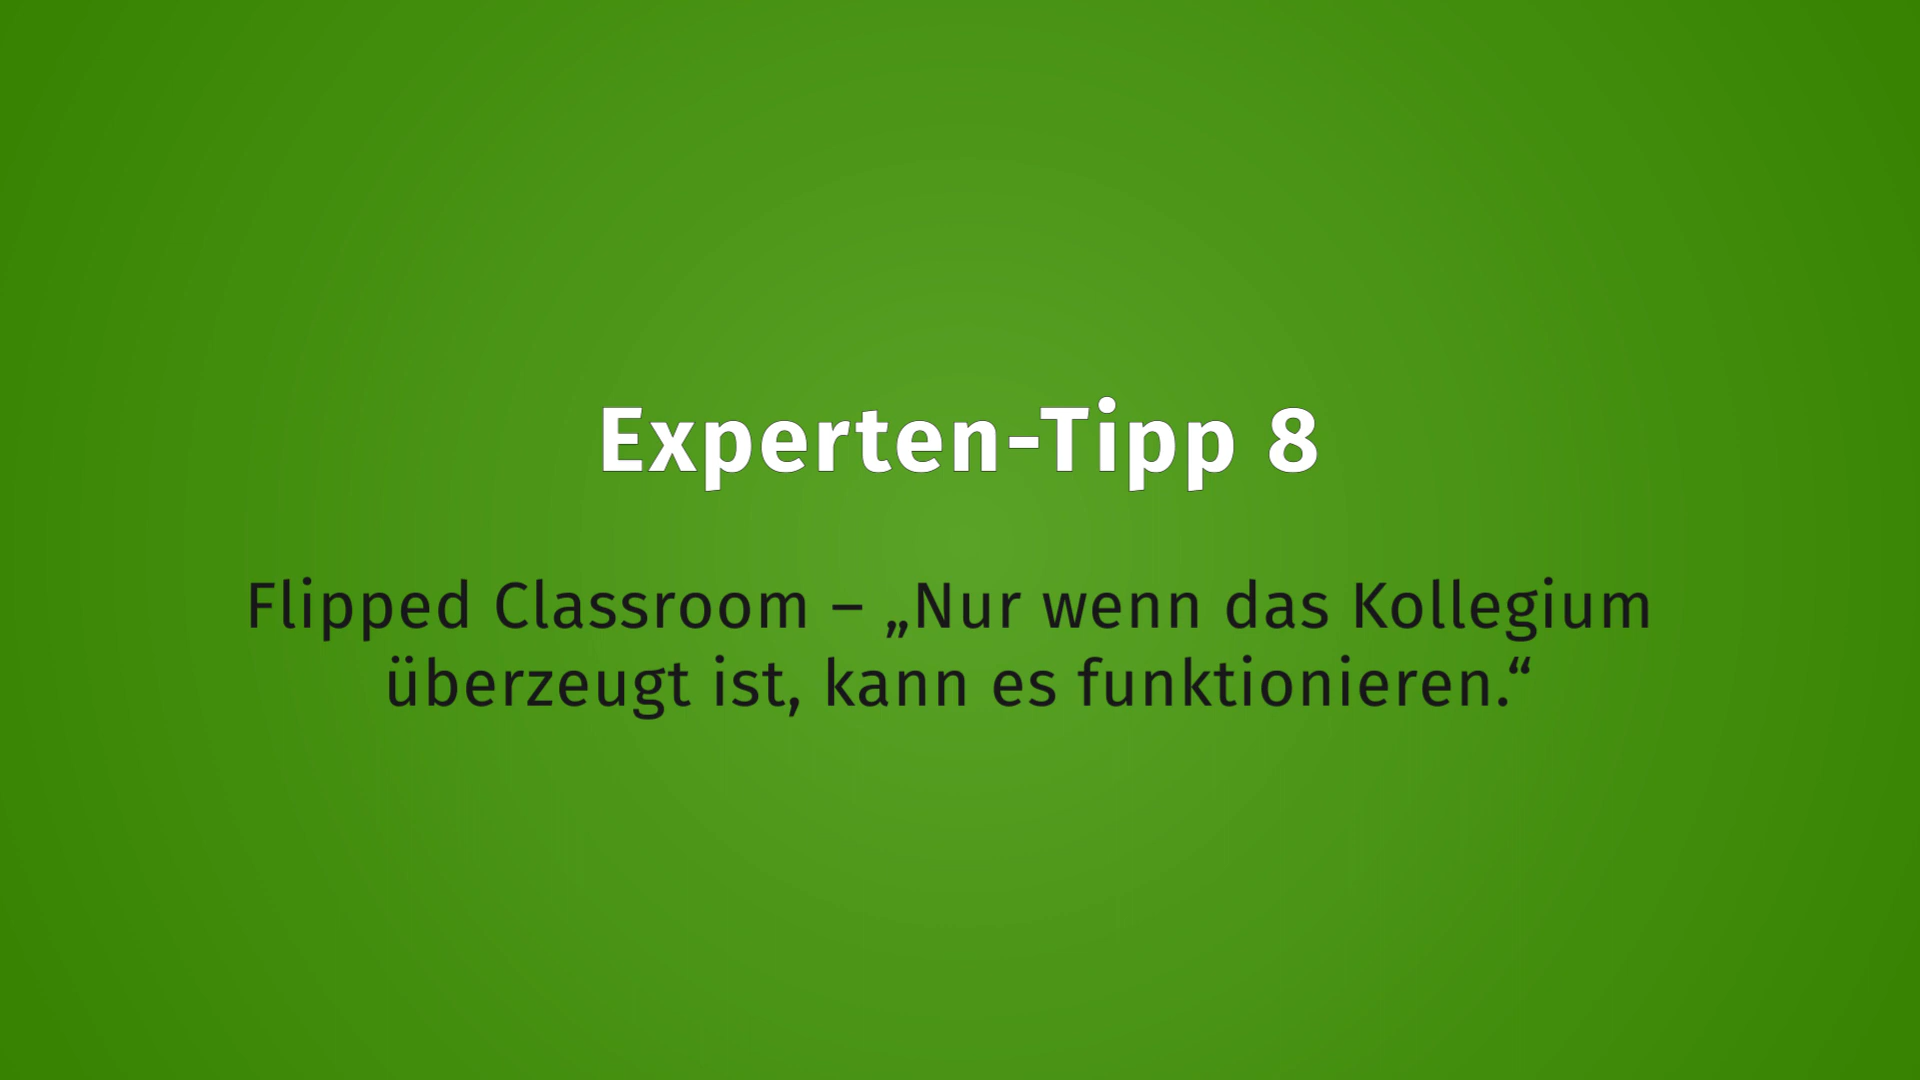 Experten-Tipp 8
Flipped Classroom – „Nur wenn das Kollegium
überzeugt ist, kann es funktionieren.“